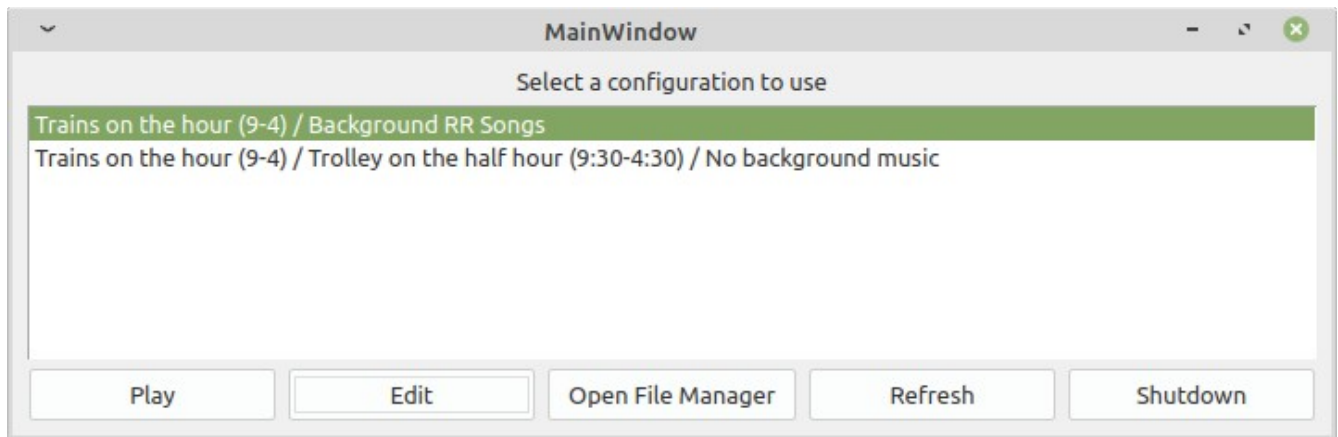 MainWindow
Select a configuration to use
Trains on the hour (9-4) / Background RR Songs
Trains on the hour (9-4) / Trolley on the half hour (9:30-4:30) / No background music
Play Edit Open File Manager Refresh Shutdown